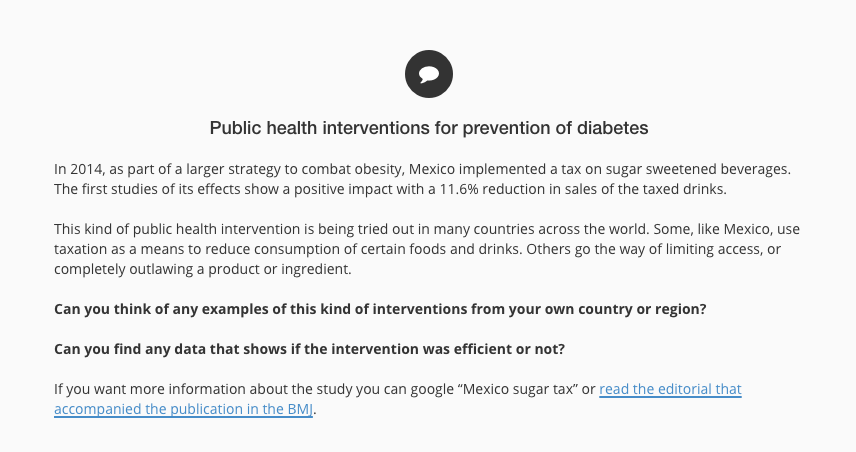 Public health interventions for prevention of diabetes
In 2014, as part of a larger strategy to combat obesity, Mexico implemented a tax on sugar sweetened beverages.
The first studies of its effects show a positive impact with a 11.6% reduction in sales of the taxed drinks.
This kind of public health intervention is being tried out in many countries across the world. Some, like Mexico, use
taxation as a means to reduce consumption of certain foods and drinks. Others go the way of limiting access, or
completely outlawing a product or ingredient.
Can you think of any examples of this kind of interventions from your own country or region?
Can you find any data that shows if the intervention was efficient or not?
If you want more information about the study you can google “Mexico sugar tax” or read the editorial that
accompanied the publication in the BMJ.